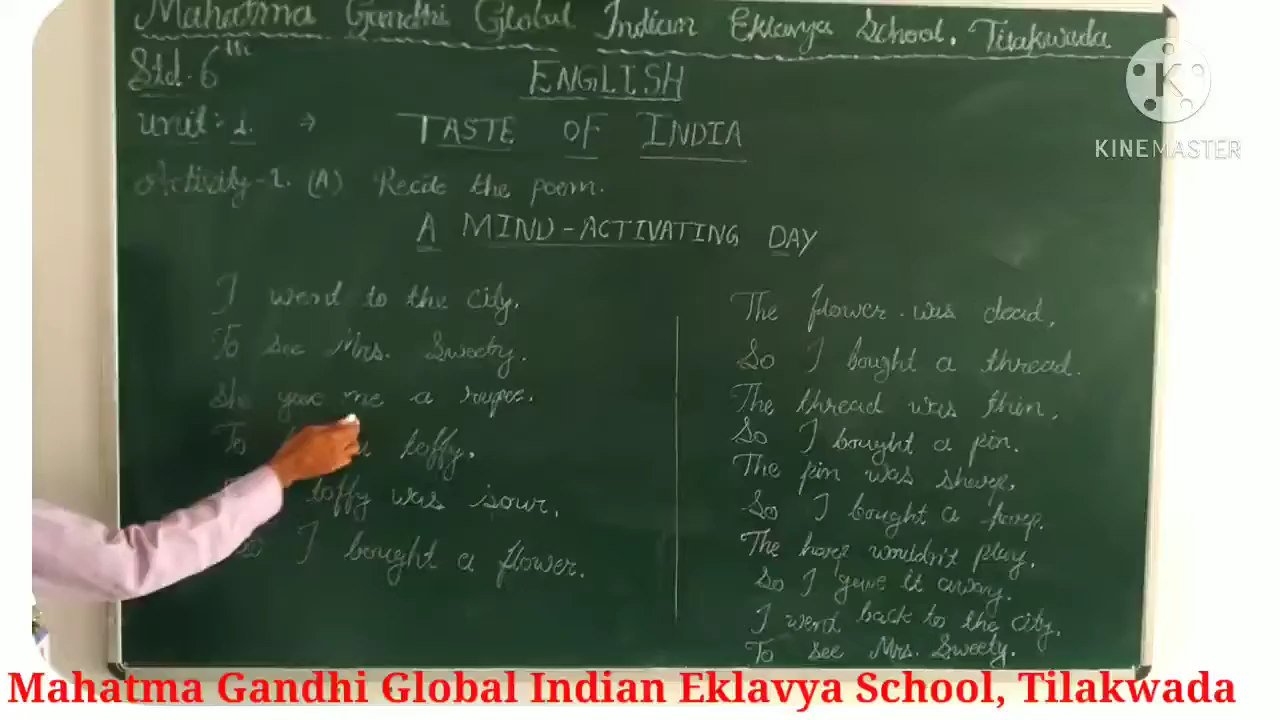 Mahatma Gandhi Global Indian Eklavya School, Tilakwada
Std. 6th
ENGLISH
Unit: 1. → TASTE OF INDIA
Activity-1. (A) Recite the poem.
A MIND-ACTIVATING DAY
I went to the city,
To see Mrs. Sweety.
She gave me a rupee.
To a toffy,
toffy was sour,
so I bought a flower.
The flower was dead,
So I bought a thread.
The thread was thin,
So I bought a pin.
The pin was sharp,
So I bought a harp.
The harp wouldn't play,
So I gave it away.
I went back to the city,
To see Mrs. Sweety.
K
KINEMASTER
Mahatma Gandhi Global Indian Eklavya School, Tilakwada